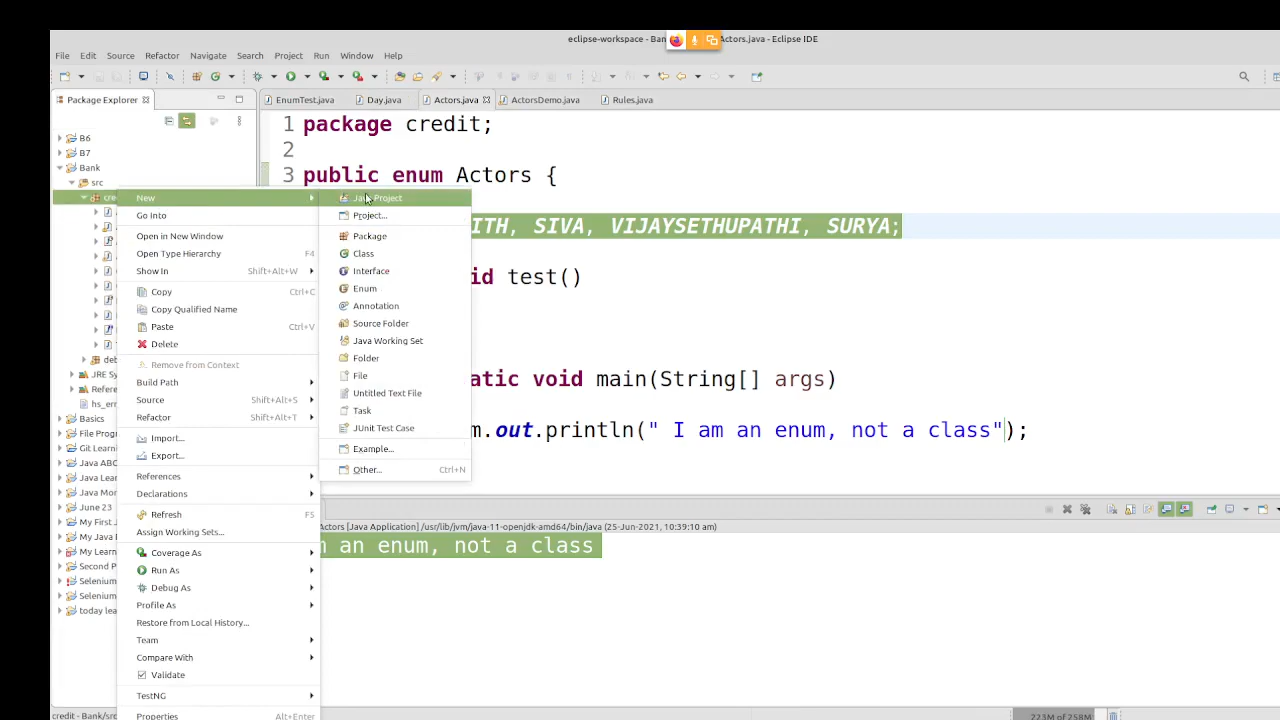 eclipse-workspace - Ban Actors.java - Eclipse IDE
File Edit Source Refactor Navigate Search Project Run Window Help
Package Explorer
EnumTest.java Day.java Actors.java ActorsDemo.java Rules.java
B6
B7
Bank
src
cre
deb
JRE Sy
Refere
hs_err
Basics
File Prog
Git Learni
Java ABC
Java Lea
Java Mor
June 23
My First J
My Java
My Learn
Second P
Selenium
Selenium
today lea
New
Go Into
Open in New Window
Open Type Hierarchy F4
Show In Shift+Alt+W
Copy Ctrl+C
Copy Qualified Name
Paste Ctrl+V
Delete
Remove from Context
Build Path
Source Shift+Alt+S
Refactor Shift+Alt+T
Import...
Export...
References
Declarations
Refresh F5
Assign Working Sets...
Coverage As
Run As
Debug As
Profile As
Restore from Local History...
Team
Compare With
Validate
TestNG
Properties Alt+Enter
Java Project
Project...
Package
Class
Interface
Enum
Annotation
Source Folder
Java Working Set
Folder
File
Untitled Text File
Task
JUnit Test Case
Example...
Other... Ctrl+N
1 package credit;
2
3 public enum Actors {
ITH, SIVA, VIJAYSETHUPATHI, SURYA;
id test()
atic void main(String[] args)
m.out.println(" I am an enum, not a class");
Actors [Java Application] /usr/lib/jvm/java-11-openjdk-amd64/bin/java (25-Jun-2021, 10:39:10 am)
m an enum, not a class
credit - Bank/src
223M of 258M